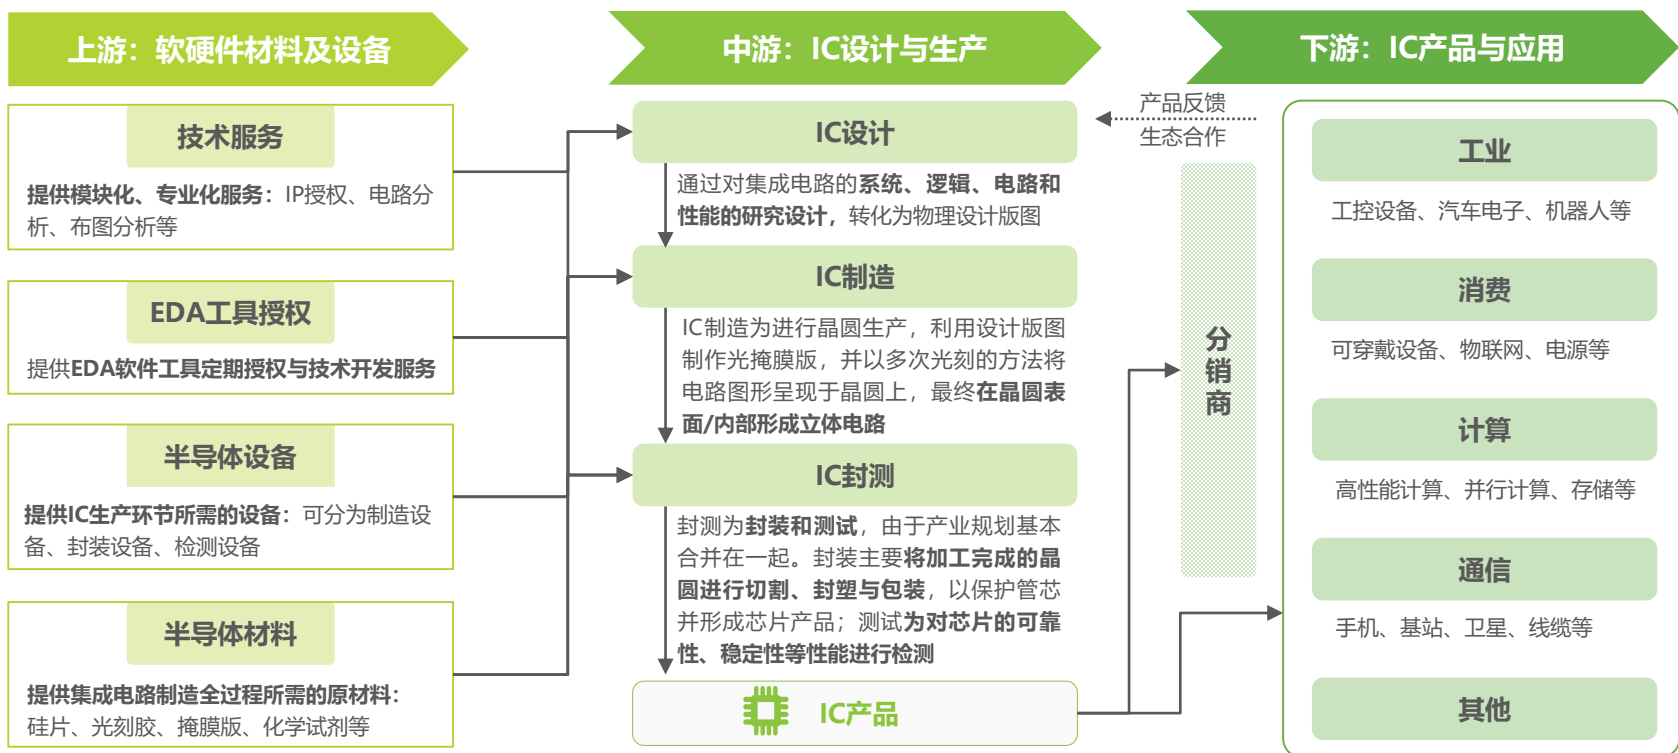 上游：软硬件材料及设备
技术服务
提供模块化、专业化服务：IP授权、电路分
析、布图分析等
EDA工具授权
提供EDA软件工具定期授权与技术开发服务
半导体设备
提供IC生产环节所需的设备：可分为制造设
备、封装设备、检测设备
半导体材料
提供集成电路制造全过程所需的原材料：
硅片、光刻胶、掩膜版、化学试剂等
中游：IC设计与生产
IC设计
通过对集成电路的系统、逻辑、电路和
性能的研究设计，转化为物理设计版图
IC制造
IC制造为进行晶圆生产，利用设计版图
制作光掩膜版，并以多次光刻的方法将
电路图形呈现于晶圆上，最终在晶圆表
面/内部形成立体电路
IC封测
封测为封装和测试，由于产业规划基本
合并在一起。封装主要将加工完成的晶
圆进行切割、封塑与包装，以保护管芯
并形成芯片产品；测试为对芯片的可靠
性、稳定性等性能进行检测
IC产品
下游：IC产品与应用
产品反馈
生态合作
分销商
工业
工控设备、汽车电子、机器人等
消费
可穿戴设备、物联网、电源等
计算
高性能计算、并行计算、存储等
通信
手机、基站、卫星、线缆等
其他